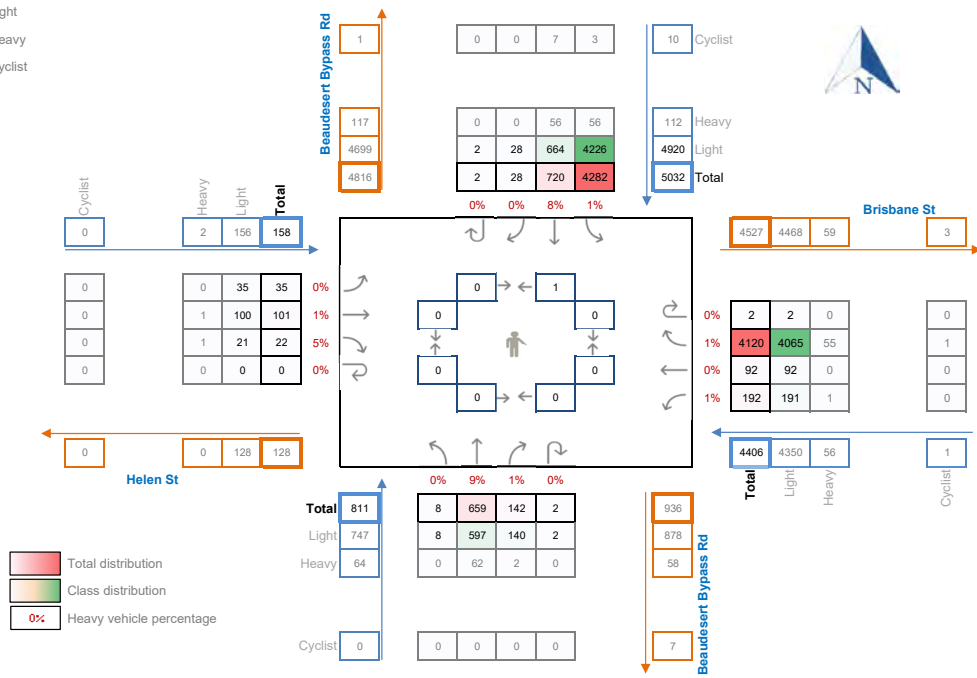 ght
eavy
yclist
Beaudesert Bypass Rd
1
0 0 7 3
10 Cyclist
N
117
0 0 56 56
112 Heavy
4699
2 28 664 4226
4920 Light
4816
2 28 720 4282
5032 Total
0% 0% 8% 1%
Cyclist Heavy Light Total
Brisbane St
0 2 156 158
4527 4468 59 3
0 0 35 35 0%
0 1
0 1 100 101 1%
0 0
0% 2 2 0 0
0 1 21 22 5%
1% 4120 4065 55 1
0 0 0 0 0%
0 0
0% 92 92 0 0
0 0
1% 192 191 1 0
0 0 128 128
4406 4350 56 1
Helen St
Total Light Heavy Cyclist
0% 9% 1% 0%
Total 811
8 659 142 2
936
Light 747
8 597 140 2
878
Heavy 64
0 62 2 0
58
Beaudesert Bypass Rd
Total distribution
Class distribution
0% Heavy vehicle percentage
Cyclist 0
0 0 0 0
7